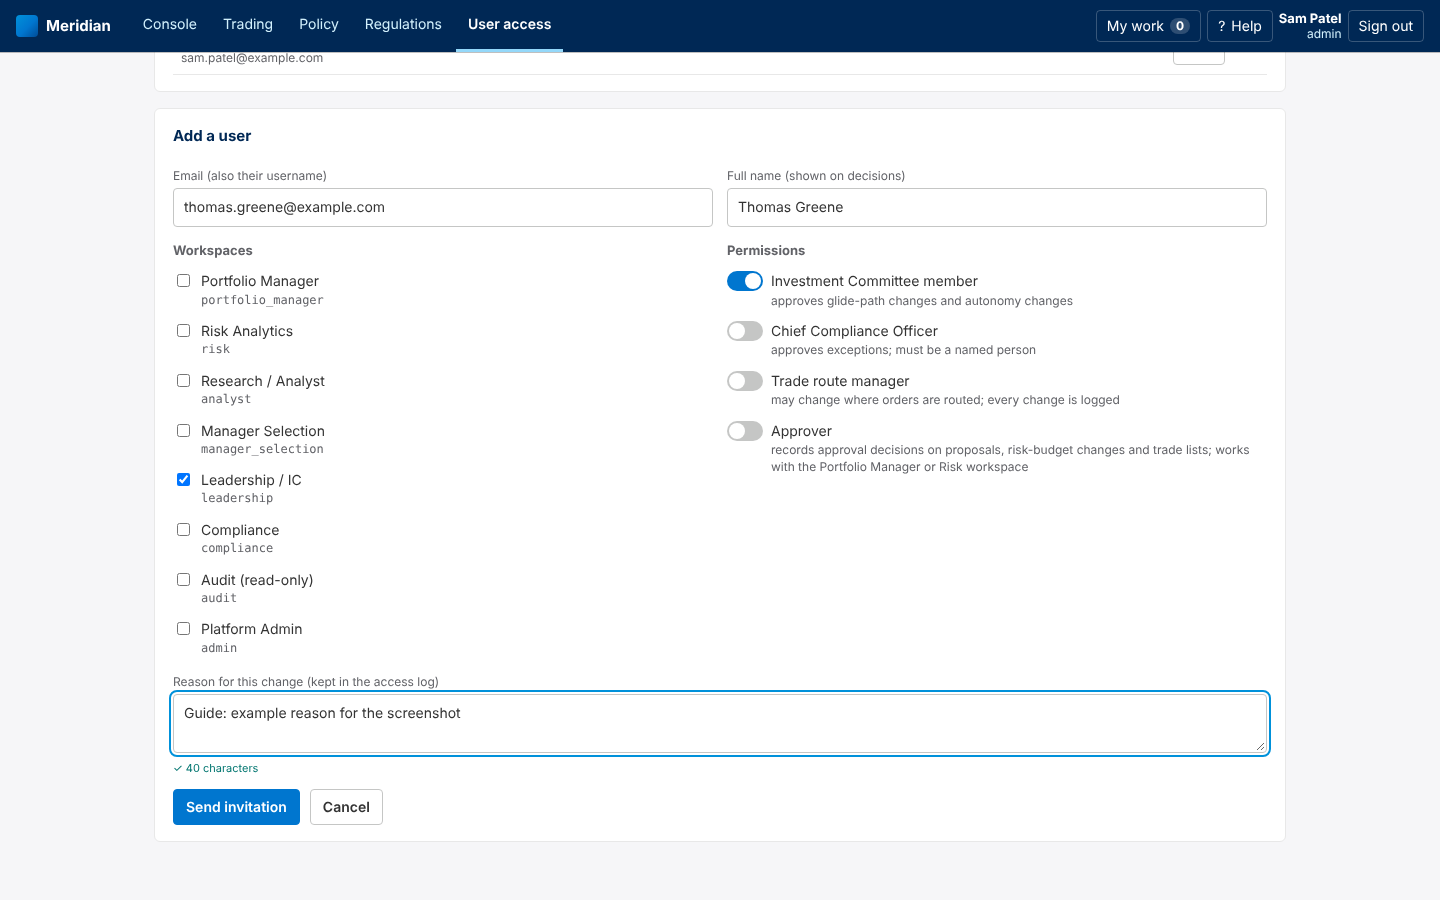 Meridian
Console
Trading
Policy
Regulations
User access
My work 0
? Help
Sam Patel
admin
Sign out
sam.patel@example.com
Add a user
Email (also their username)
thomas.greene@example.com
Full name (shown on decisions)
Thomas Greene
Workspaces
Portfolio Manager
portfolio_manager
Risk Analytics
risk
Research / Analyst
analyst
Manager Selection
manager_selection
Leadership / IC
leadership
Compliance
compliance
Audit (read-only)
audit
Platform Admin
admin
Permissions
Investment Committee member
approves glide-path changes and autonomy changes
Chief Compliance Officer
approves exceptions; must be a named person
Trade route manager
may change where orders are routed; every change is logged
Approver
records approval decisions on proposals, risk-budget changes and trade lists; works
with the Portfolio Manager or Risk workspace
Reason for this change (kept in the access log)
Guide: example reason for the screenshot
✓ 40 characters
Send invitation
Cancel